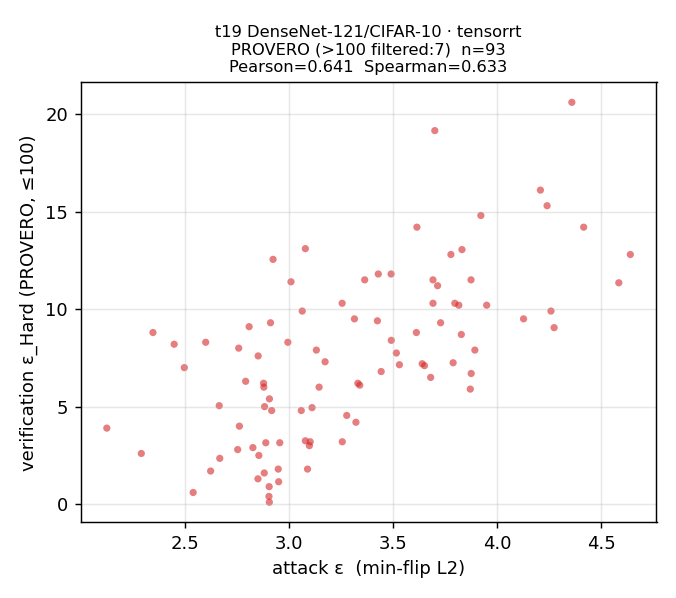 t19 DenseNet-121/CIFAR-10 · tensorrt
PROVERO (>100 filtered:7)  n=93
Pearson=0.641  Spearman=0.633
verification ε_Hard (PROVERO, ≤100)
20
15
10
5
0
2.5
3.0
3.5
4.0
4.5
attack ε  (min-flip L2)